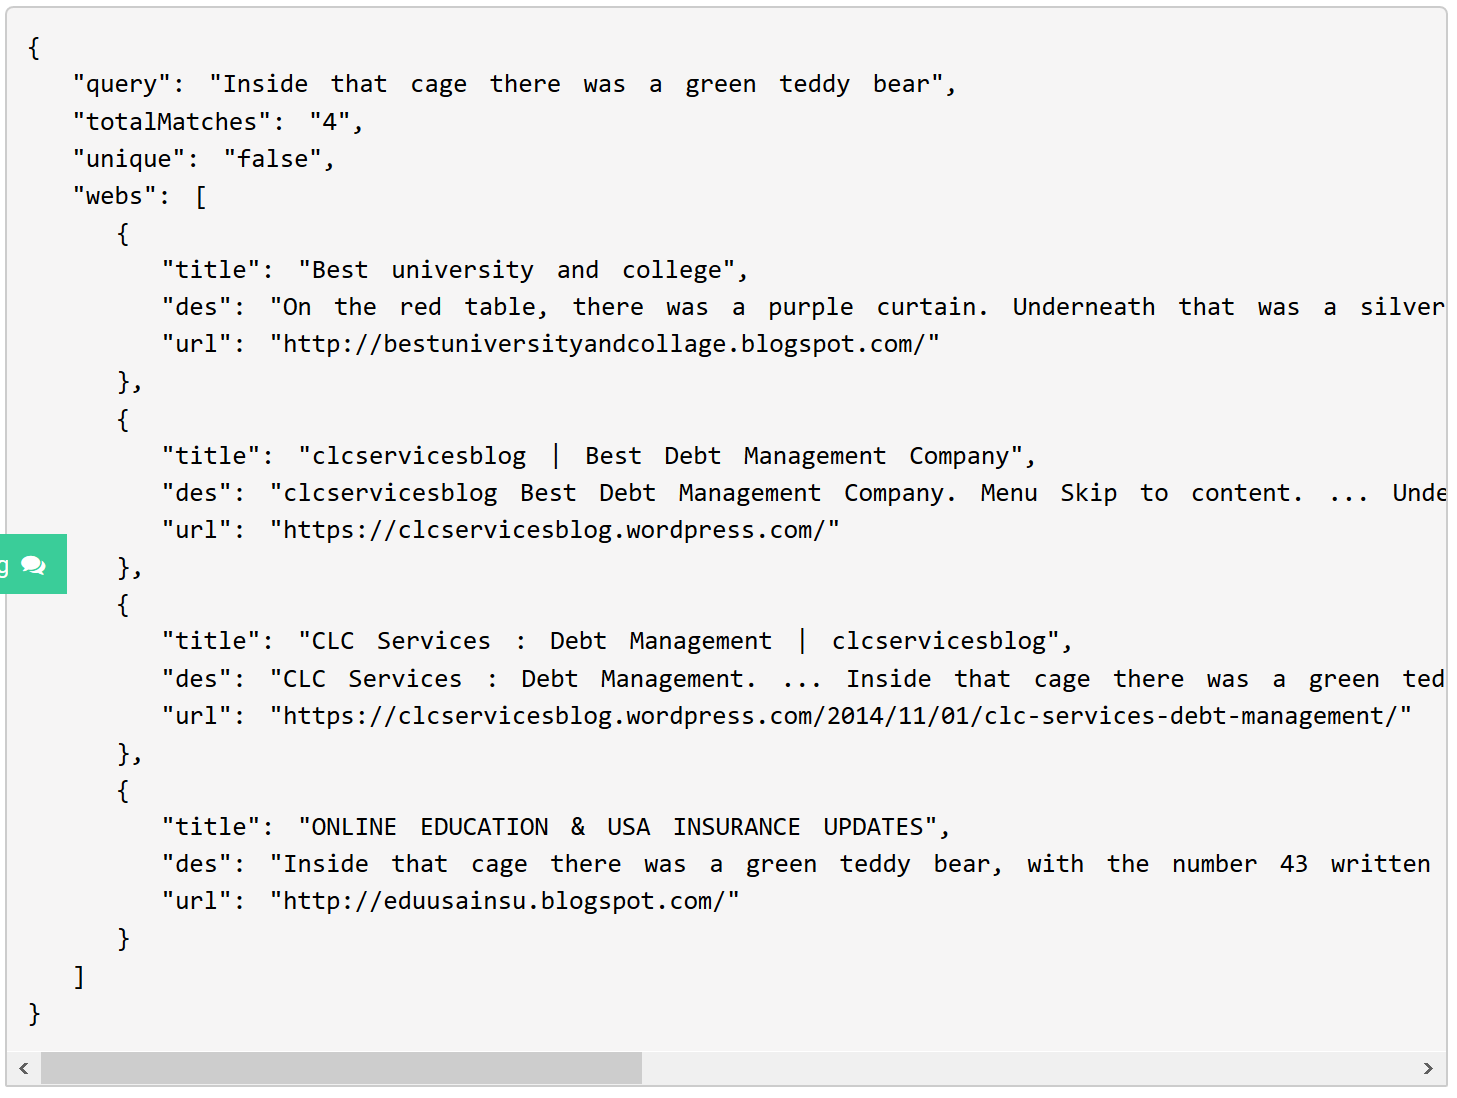 {
"query": "Inside that cage there was a green teddy bear",
"totalMatches": "4",
"unique": "false",
"webs": [
{
"title": "Best university and college",
"des": "On the red table, there was a purple curtain. Underneath that was a silver
"url": "http://bestuniversityandcollage.blogspot.com/"
},
{
"title": "clcservicesblog | Best Debt Management Company",
"des": "clcservicesblog Best Debt Management Company. Menu Skip to content. ... Unde
"url": "https://clcservicesblog.wordpress.com/"
g
},
{
"title": "CLC Services : Debt Management | clcservicesblog",
"des": "CLC Services : Debt Management. ... Inside that cage there was a green ted
"url": "https://clcservicesblog.wordpress.com/2014/11/01/clc-services-debt-management/"
},
{
"title": "ONLINE EDUCATION & USA INSURANCE UPDATES",
"des": "Inside that cage there was a green teddy bear, with the number 43 written
"url": "http://eduusainsu.blogspot.com/"
}
]
}